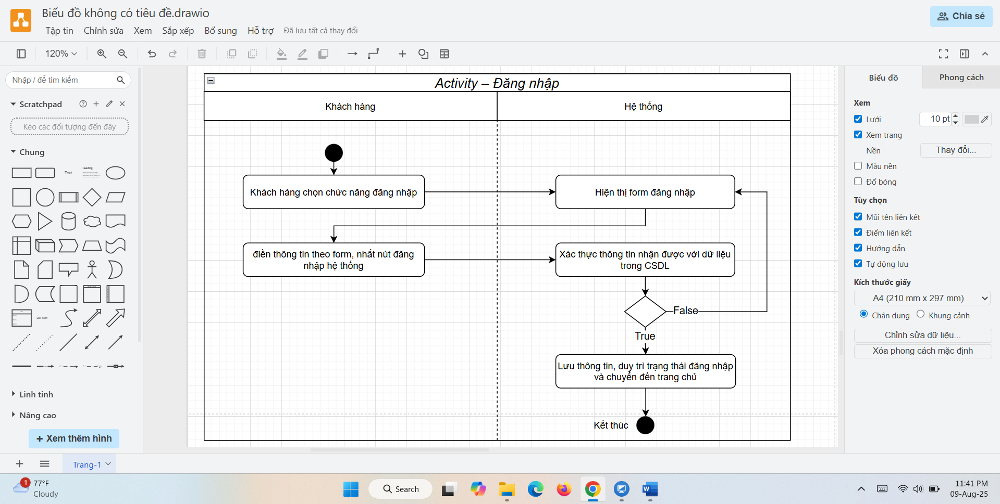 Biểu đồ không có tiêu đề.drawio
Tập tin
Chỉnh sửa
Xem
Sắp xếp
Bổ sung
Hỗ trợ
Đã lưu tất cả thay đổi
Chia sẻ
120%
Nhập / để tìm kiếm
Scratchpad
Kéo các đối tượng đến đây
Chung
Text
Heading
List Item
Linh tinh
Nâng cao
+ Xem thêm hình
Activity – Đăng nhập
Khách hàng
Hệ thống
Khách hàng chọn chức năng đăng nhập
Hiện thị form đăng nhập
điền thông tin theo form, nhất nút đăng
nhập hệ thống
Xác thực thông tin nhận được với dữ liệu
trong CSDL
False
True
Lưu thông tin, duy trì trạng thái đăng nhập
và chuyển đến trang chủ
Kết thúc
Biểu đồ
Phong cách
Xem
Lưới
10 pt
Xem trang
Nền
Thay đổi...
Màu nền
Đổ bóng
Tùy chọn
Mũi tên liên kết
Điểm liên kết
Hướng dẫn
Tự động lưu
Kích thước giấy
A4 (210 mm x 297 mm)
Chân dung
Khung cảnh
Chỉnh sửa dữ liệu...
Xóa phong cách mặc định
Trang-1
1
77°F
Cloudy
Search
11:41 PM
09-Aug-25